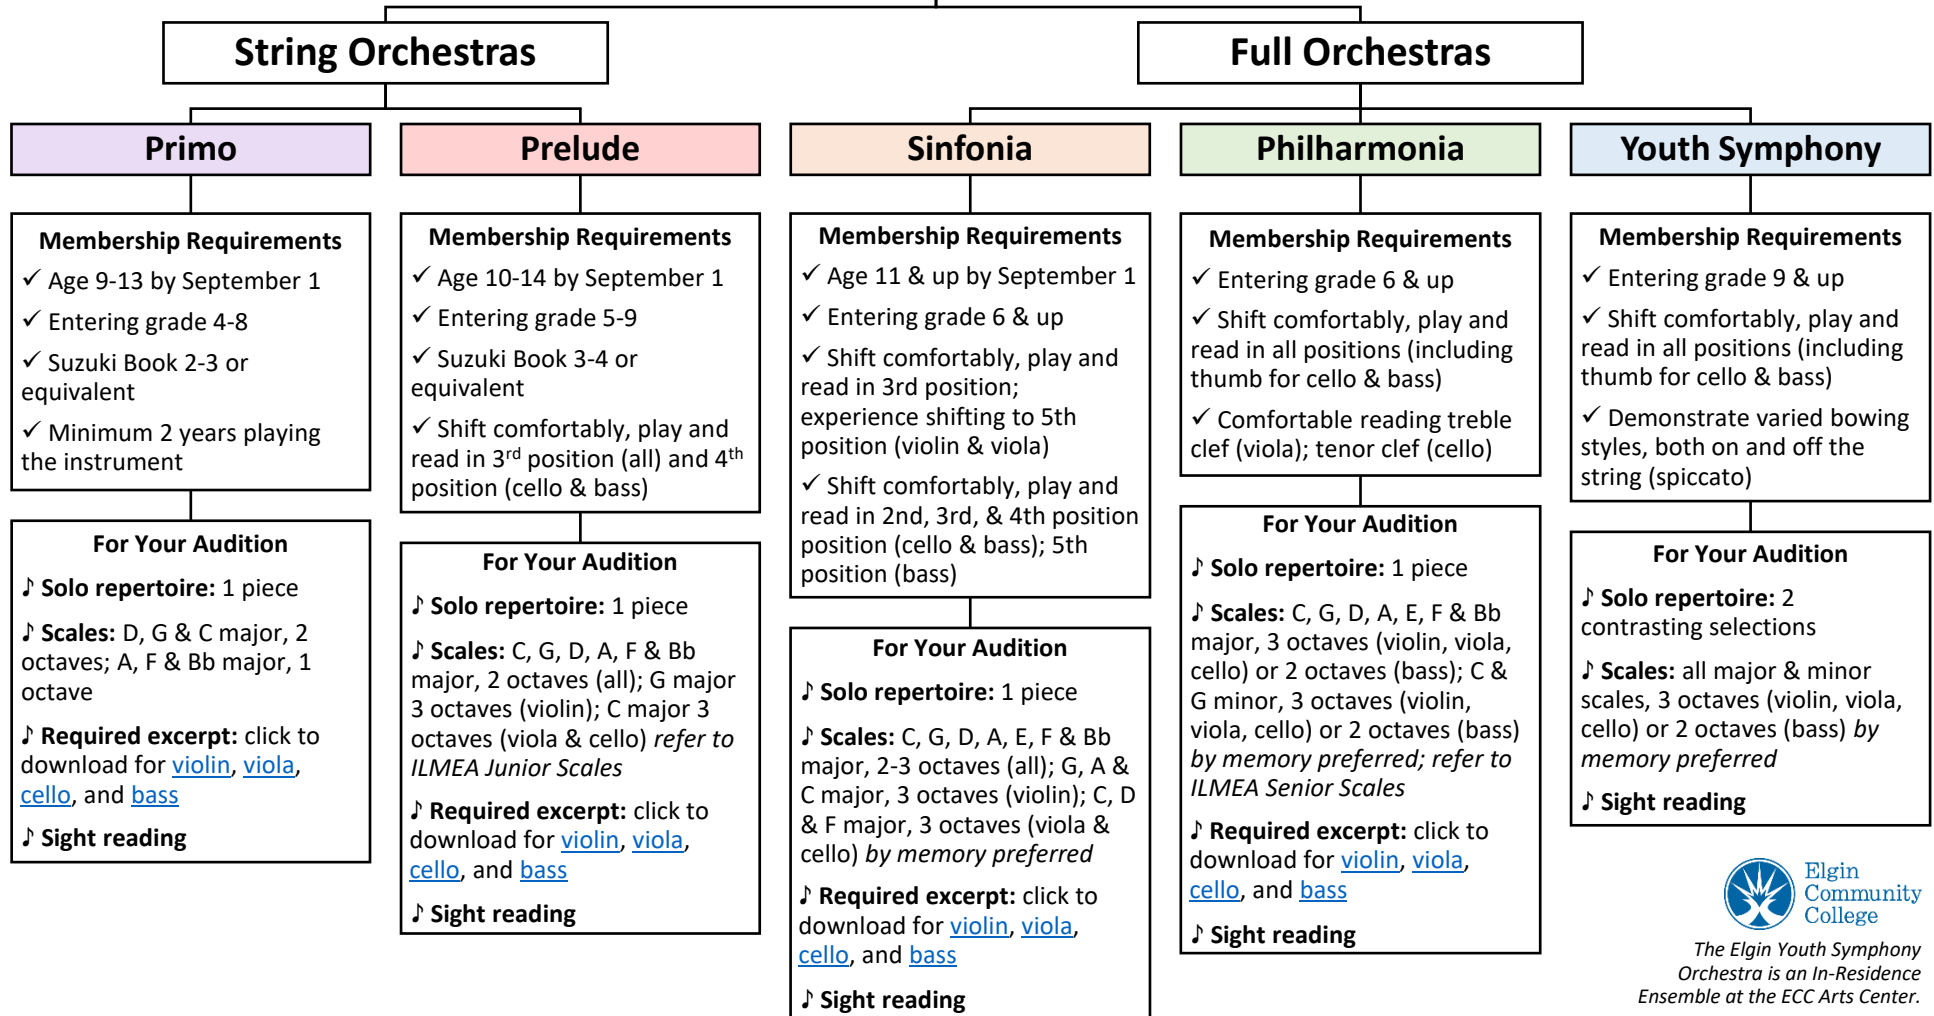 String Orchestras
Full Orchestras
Primo
Membership Requirements
✓ Age 9-13 by September 1
✓ Entering grade 4-8
✓ Suzuki Book 2-3 or
equivalent
✓ Minimum 2 years playing
the instrument
For Your Audition
♪ Solo repertoire: 1 piece
♪ Scales: D, G & C major, 2
octaves; A, F & Bb major, 1
octave
♪ Required excerpt: click to
download for violin, viola,
cello, and bass
♪ Sight reading
Prelude
Membership Requirements
✓ Age 10-14 by September 1
✓ Entering grade 5-9
✓ Suzuki Book 3-4 or
equivalent
✓ Shift comfortably, play and
read in 3rd position (all) and 4th
position (cello & bass)
For Your Audition
♪ Solo repertoire: 1 piece
♪ Scales: C, G, D, A, F & Bb
major, 2 octaves (all); G major
3 octaves (violin); C major 3
octaves (viola & cello) refer to
ILMEA Junior Scales
♪ Required excerpt: click to
download for violin, viola,
cello, and bass
♪ Sight reading
Sinfonia
Membership Requirements
✓ Age 11 & up by September 1
✓ Entering grade 6 & up
✓ Shift comfortably, play and
read in 3rd position;
experience shifting to 5th
position (violin & viola)
✓ Shift comfortably, play and
read in 2nd, 3rd, & 4th position
position (cello & bass); 5th
position (bass)
For Your Audition
♪ Solo repertoire: 1 piece
♪ Scales: C, G, D, A, E, F & Bb
major, 2-3 octaves (all); G, A &
C major, 3 octaves (violin); C, D
& F major, 3 octaves (viola &
cello) by memory preferred
♪ Required excerpt: click to
download for violin, viola,
cello, and bass
♪ Sight reading
Philharmonia
Membership Requirements
✓ Entering grade 6 & up
✓ Shift comfortably, play and
read in all positions (including
thumb for cello & bass)
✓ Comfortable reading treble
clef (viola); tenor clef (cello)
For Your Audition
♪ Solo repertoire: 1 piece
♪ Scales: C, G, D, A, E, F & Bb
major, 3 octaves (violin, viola,
cello) or 2 octaves (bass); C &
G minor, 3 octaves (violin,
viola, cello) or 2 octaves (bass)
by memory preferred; refer to
ILMEA Senior Scales
♪ Required excerpt: click to
download for violin, viola,
cello, and bass
♪ Sight reading
Youth Symphony
Membership Requirements
✓ Entering grade 9 & up
✓ Shift comfortably, play and
read in all positions (including
thumb for cello & bass)
✓ Demonstrate varied bowing
styles, both on and off the
string (spiccato)
For Your Audition
♪ Solo repertoire: 2
contrasting selections
♪ Scales: all major & minor
scales, 3 octaves (violin, viola,
cello) or 2 octaves (bass) by
memory preferred
♪ Sight reading
Elgin
Community
College
The Elgin Youth Symphony
Orchestra is an In-Residence
Ensemble at the ECC Arts Center.